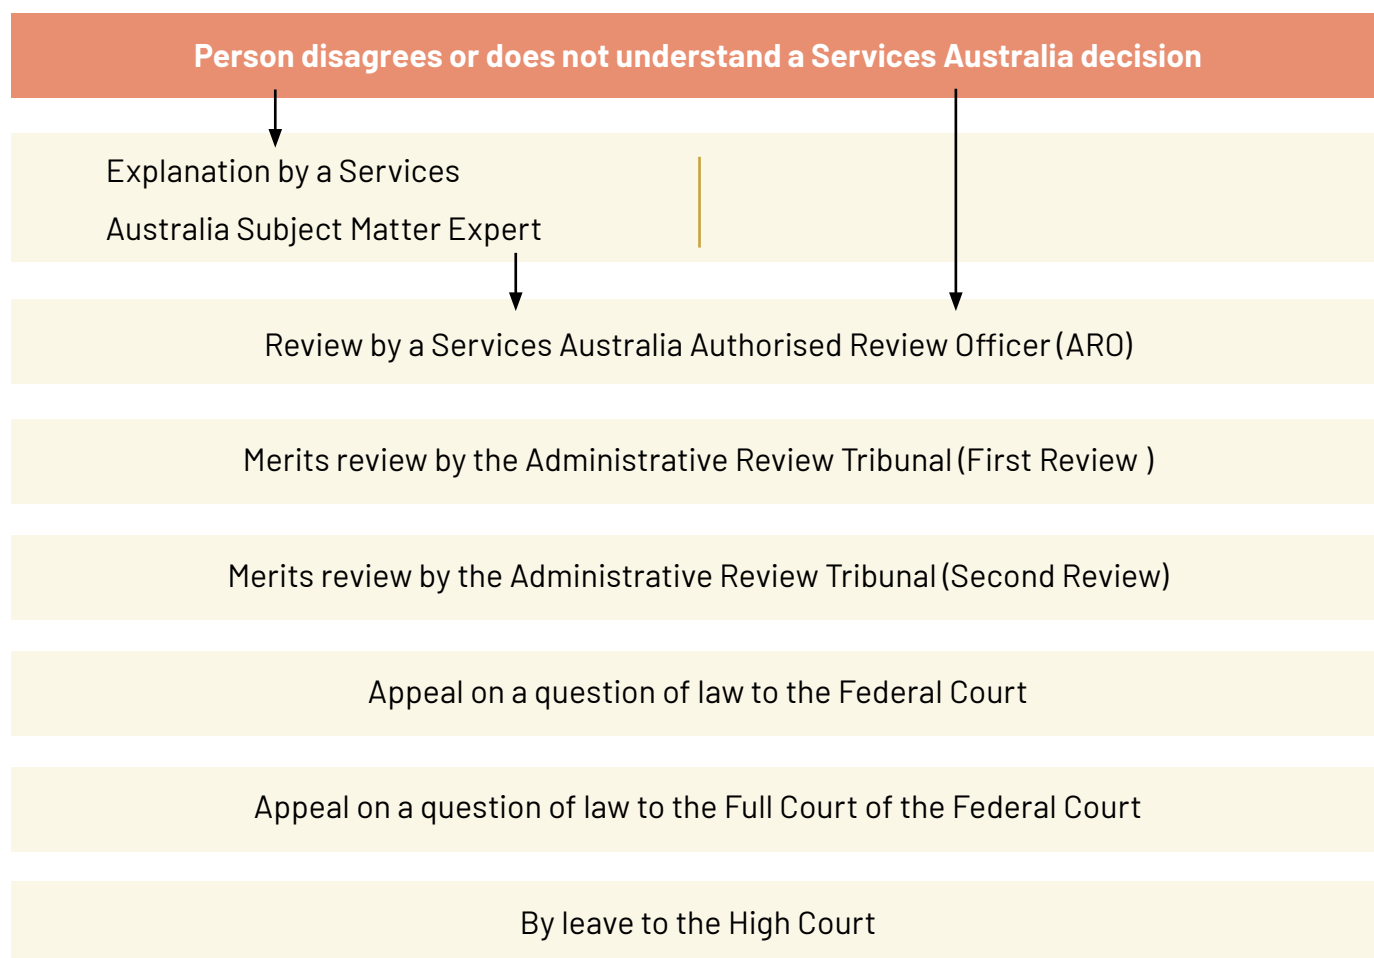 Person disagrees or does not understand a Services Australia decision
Explanation by a Services
Australia Subject Matter Expert
Review by a Services Australia Authorised Review Officer (ARO)
Merits review by the Administrative Review Tribunal (First Review )
Merits review by the Administrative Review Tribunal (Second Review)
Appeal on a question of law to the Federal Court
Appeal on a question of law to the Full Court of the Federal Court
By leave to the High Court